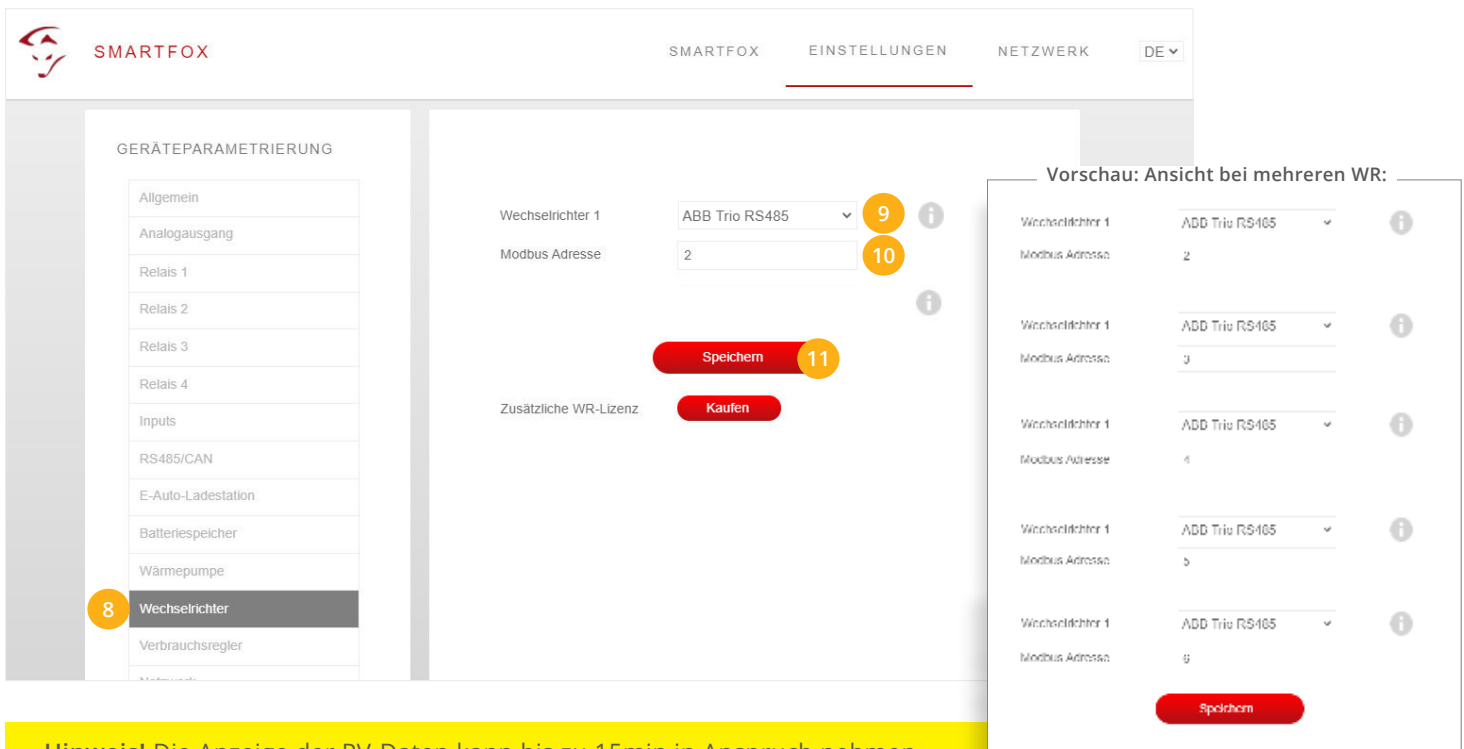 SMARTFOX
SMARTFOX EINSTELLUNGEN NETZWERK DE
GERÄTEPARAMETRIERUNG
Allgemein
Analogausgang
Relais 1
Relais 2
Relais 3
Relais 4
Inputs
RS485/CAN
E-Auto-Ladestation
Batteriespeicher
Wärmepumpe
8 Wechselrichter
Verbrauchsregler
Netzwerk
Wechselrichter 1 ABB Trio RS485 9
Modbus Adresse 2 10
Speichern 11
Zusätzliche WR-Lizenz Kaufen
Vorschau: Ansicht bei mehreren WR:
Wechselrichter 1 ABB Trio RS485
Modbus Adresse 2
Wechselrichter 1 ABB Trio RS485
Modbus Adresse 3
Wechselrichter 1 ABB Trio RS485
Modbus Adresse 4
Wechselrichter 1 ABB Trio RS485
Modbus Adresse 5
Wechselrichter 1 ABB Trio RS485
Modbus Adresse 6
Speichern
Hinweis! Die Anzeige der PV-Daten kann bis zu 15min in Anspruch nehmen